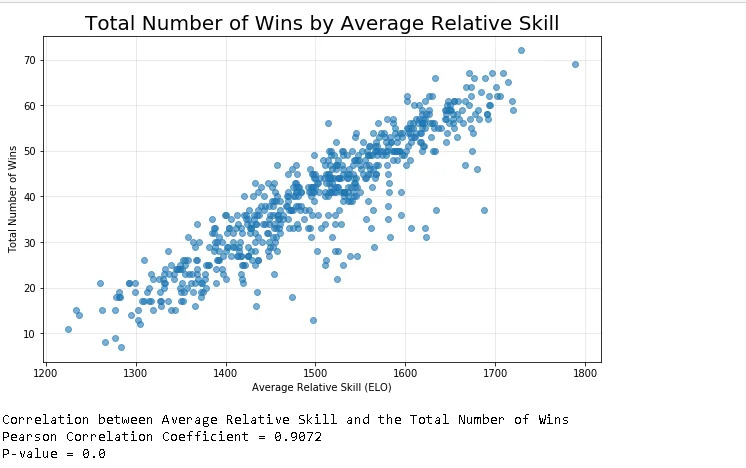 Total Number of Wins by Average Relative Skill
70
60
50
40
30
20
10
Total Number of Wins
1200 1300 1400 1500 1600 1700 1800
Average Relative Skill (ELO)
Correlation between Average Relative Skill and the Total Number of Wins
Pearson Correlation Coefficient = 0.9072
P-value = 0.0